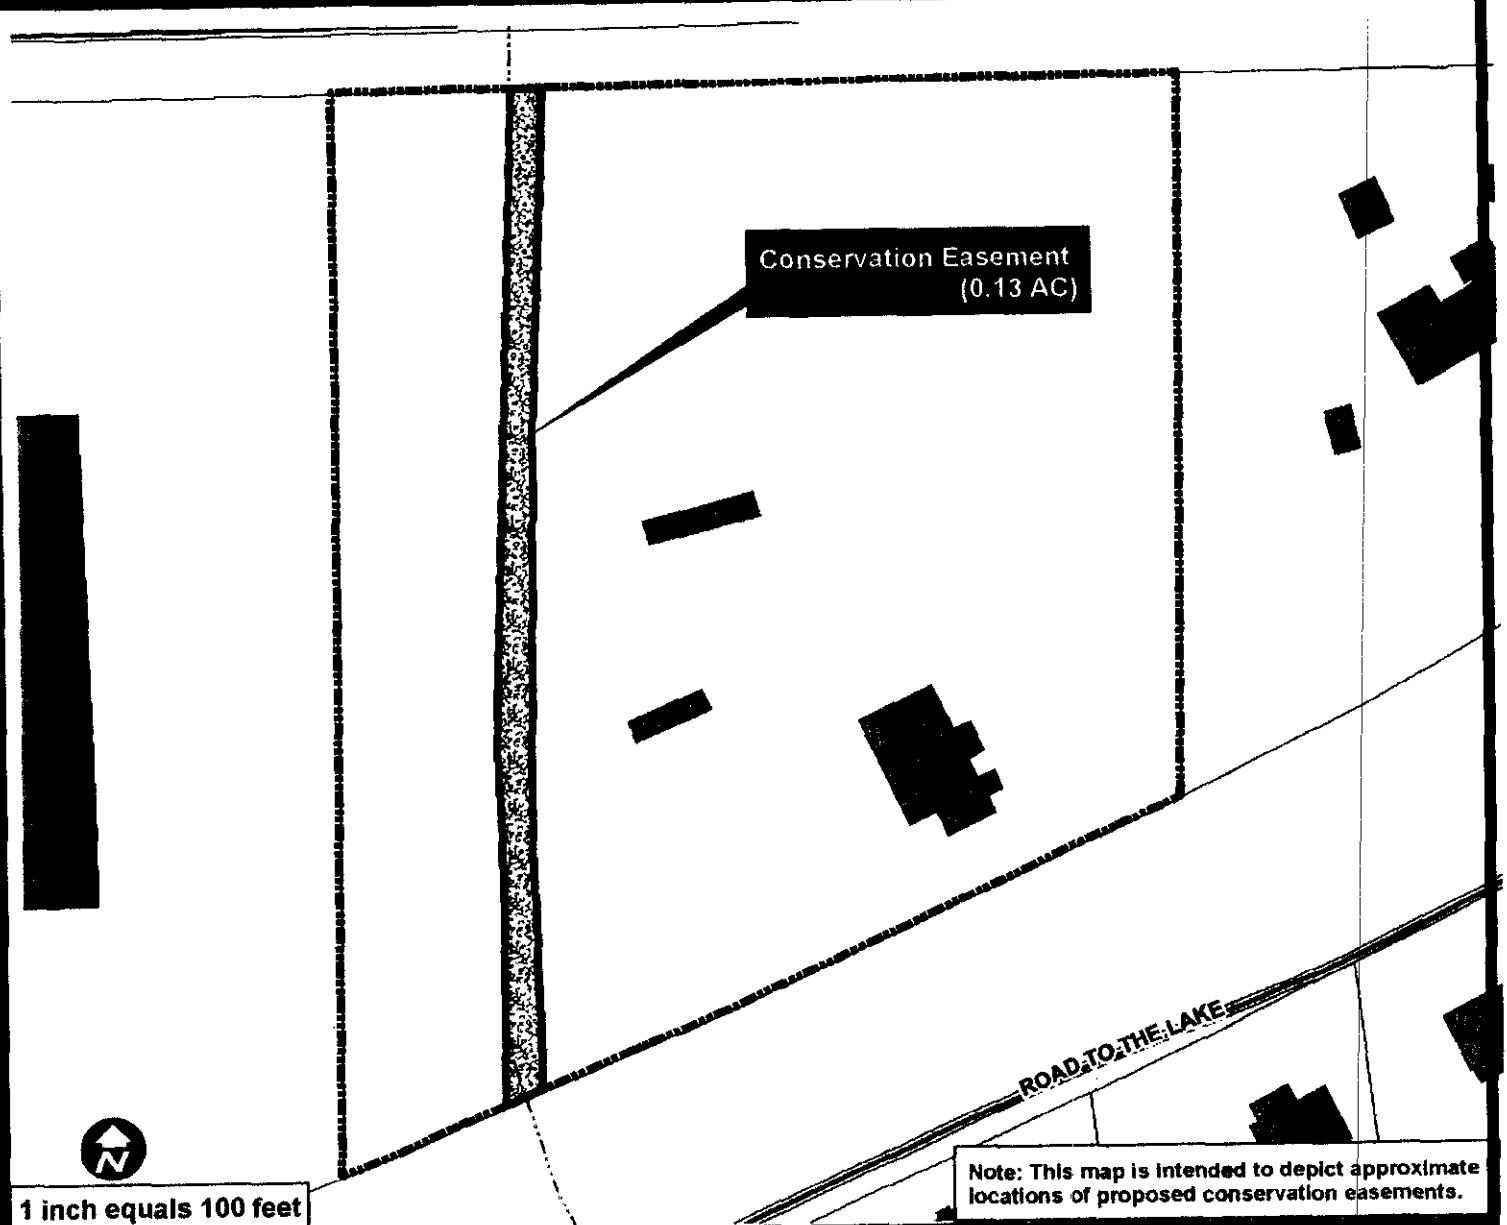 Conservation Easement
(0.13 AC)
ROAD TO THE LAKE
N
1 inch equals 100 feet
Note: This map is intended to depict approximate
locations of proposed conservation easements.